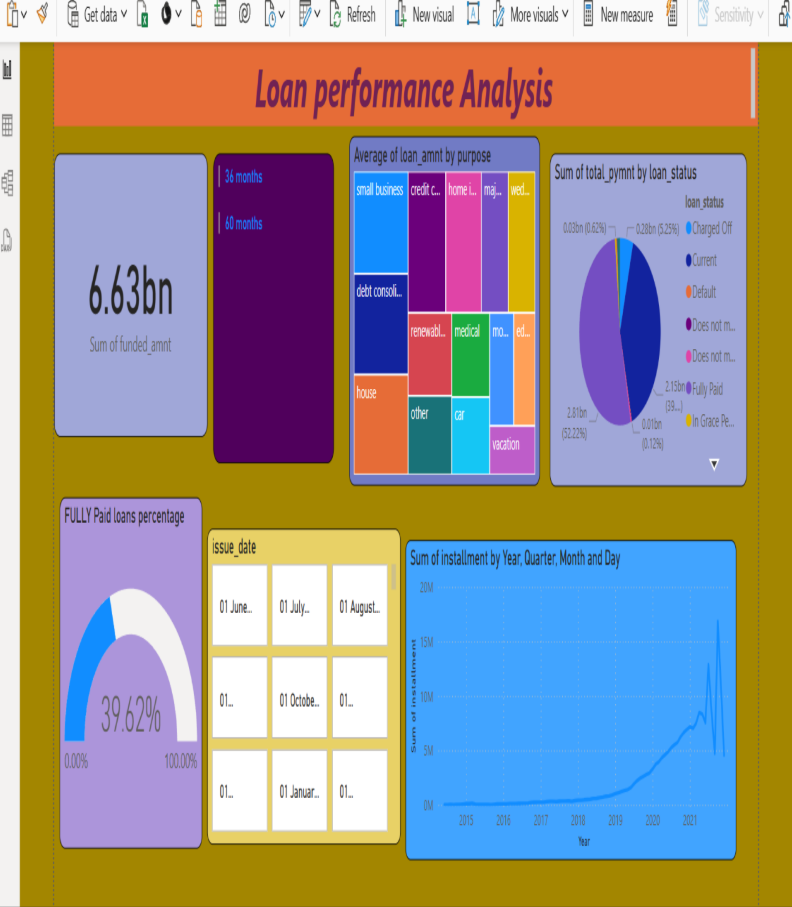 Get data
Refresh
New visual
More visuals
New measure
Sensitivity
Loan performance Analysis
6.63bn
Sum of funded_amnt
36 months
60 months
Average of loan_amnt by purpose
small business
credit c...
home i...
maj...
wed...
debt consoli...
house
renewabl...
medical
mo...
ed...
other
car
vacation
Sum of total_pymnt by loan_status
loan_status
0.03bn (0.62%)
0.28bn (5.25%)
2.15bn
(39...)
0.01bn
(0.12%)
2.81bn
(52.22%)
Charged Off
Current
Default
Does not m...
Does not m...
Fully Paid
In Grace Pe...
FULLY Paid loans percentage
39.62%
0.00%
100.00%
issue_date
01 June...
01 July...
01 August...
01...
01 Octobe...
01...
01...
01 Januar...
01...
Sum of installment by Year, Quarter, Month and Day
Sum of installment
20M
15M
10M
5M
0M
2015
2016
2017
2018
2019
2020
2021
Year